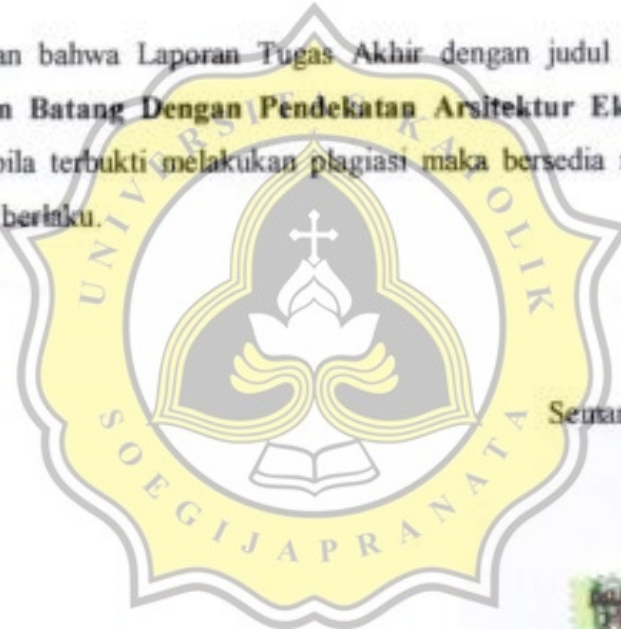 an bahwa Laporan Tugas Akhir dengan judul
n Batang Dengan Pendekatan Arsitektur Ek
bila terbukti melakukan plagiasi maka bersedia
berlaku.
UNIVERSITAS KATOLIK
SOEGIJAPRANATA
Semar